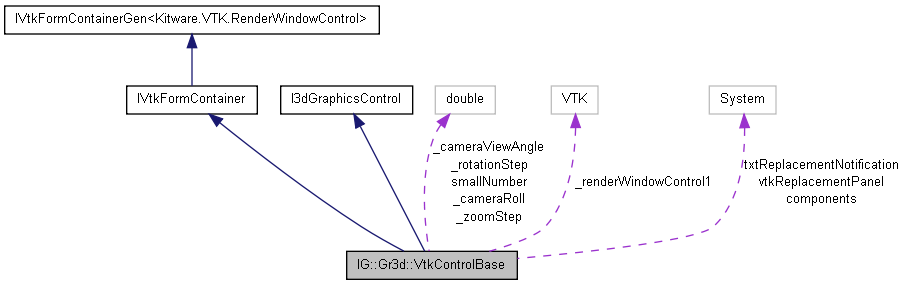 IVtkFormContainerGen<Kitware.VTK.RenderWindowControl>
IVtkFormContainer
I3dGraphicsControl
double
VTK
System
_cameraViewAngle
_rotationStep
smallNumber
_cameraRoll
_zoomStep
_renderWindowControl1
txtReplacementNotification
vtkReplacementPanel
components
IG::Gr3d::VtkControlBase